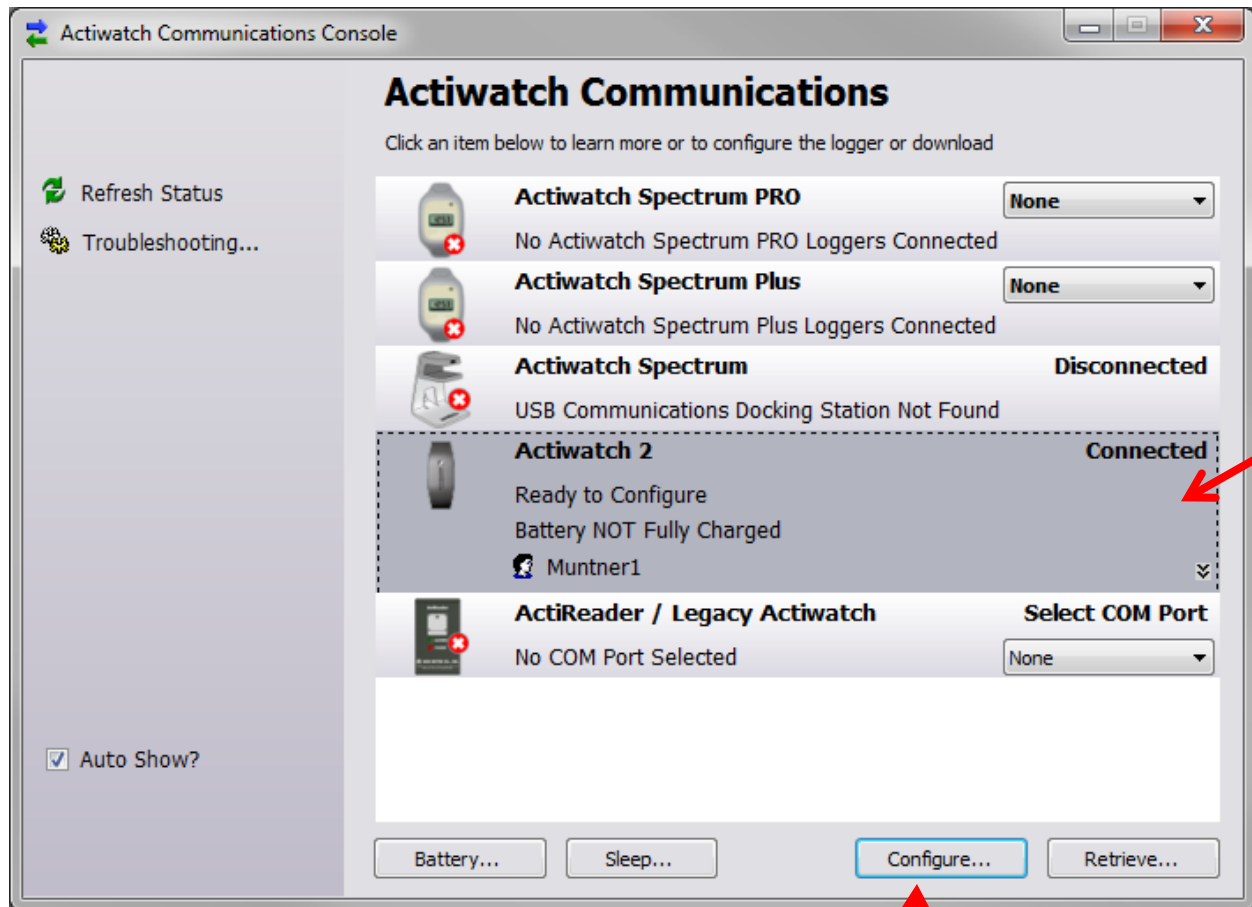 Actiwatch Communications Console
Actiwatch Communications
Click an item below to learn more or to configure the logger or download
Refresh Status
Troubleshooting...
Actiwatch Spectrum PRO
None
No Actiwatch Spectrum PRO Loggers Connected
Actiwatch Spectrum Plus
None
No Actiwatch Spectrum Plus Loggers Connected
Actiwatch Spectrum
Disconnected
USB Communications Docking Station Not Found
Actiwatch 2
Connected
Ready to Configure
Battery NOT Fully Charged
Muntner1
ActiReader / Legacy Actiwatch
Select COM Port
No COM Port Selected
None
Auto Show?
Battery...
Sleep...
Configure...
Retrieve...